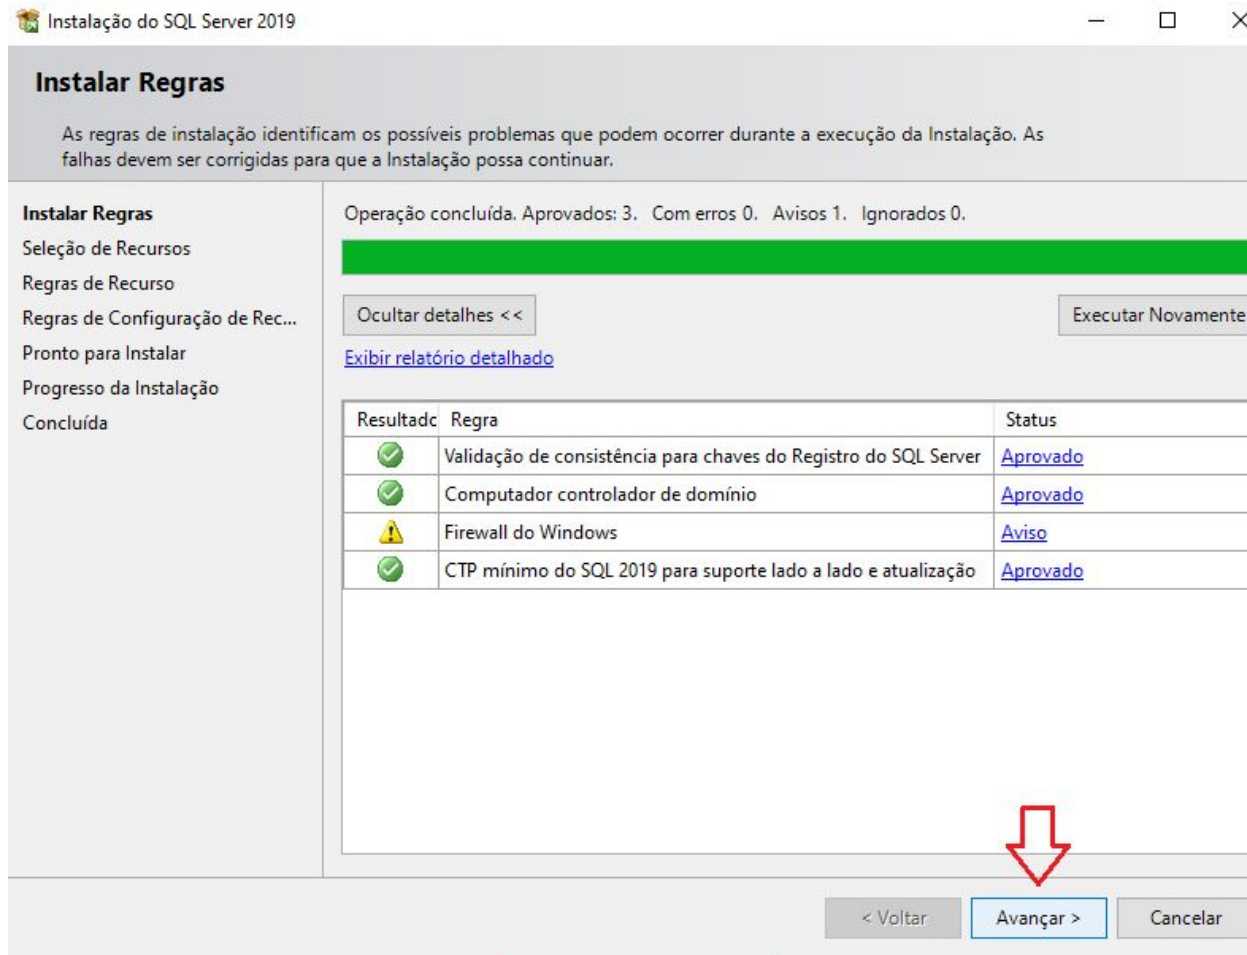 Instalação do SQL Server 2019
Instalar Regras
As regras de instalação identificam os possíveis problemas que podem ocorrer durante a execução da Instalação. As
falhas devem ser corrigidas para que a Instalação possa continuar.
Instalar Regras
Seleção de Recursos
Regras de Recurso
Regras de Configuração de Rec...
Pronto para Instalar
Progresso da Instalação
Concluída
Operação concluída. Aprovados: 3. Com erros 0. Avisos 1. Ignorados 0.
Ocultar detalhes <<
Executar Novamente
Exibir relatório detalhado
Resultado Regra Status
Validação de consistência para chaves do Registro do SQL Server Aprovado
Computador controlador de domínio Aprovado
Firewall do Windows Aviso
CTP mínimo do SQL 2019 para suporte lado a lado e atualização Aprovado
< Voltar Avançar > Cancelar